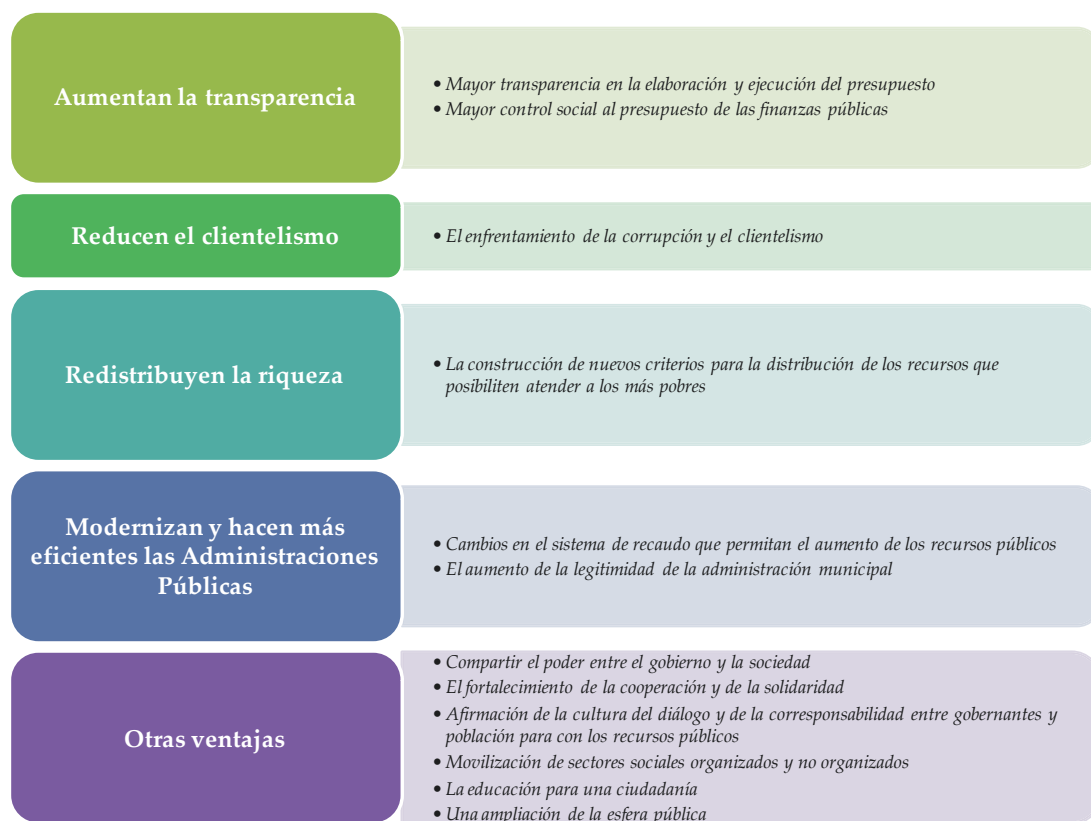 Aumentan la transparencia
• Mayor transparencia en la elaboración y ejecución del presupuesto
• Mayor control social al presupuesto de las finanzas públicas
Reducen el clientelismo
• El enfrentamiento de la corrupción y el clientelismo
Redistribuyen la riqueza
• La construcción de nuevos criterios para la distribución de los recursos que
posibiliten atender a los más pobres
Modernizan y hacen más
eficientes las Administraciones
Públicas
• Cambios en el sistema de recaudo que permitan el aumento de los recursos públicos
• El aumento de la legitimidad de la administración municipal
Otras ventajas
• Compartir el poder entre el gobierno y la sociedad
• El fortalecimiento de la cooperación y de la solidaridad
• Afirmación de la cultura del diálogo y de la corresponsabilidad entre gobernantes y
población para con los recursos públicos
• Movilización de sectores sociales organizados y no organizados
• La educación para una ciudadanía
• Una ampliación de la esfera pública